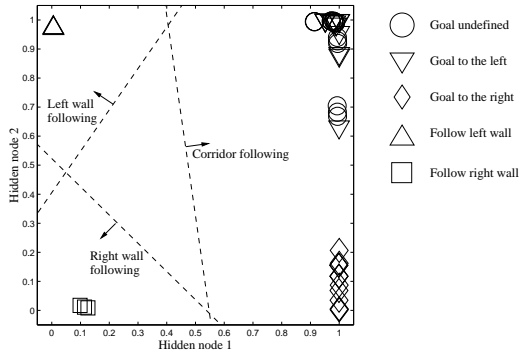 1
0.9
0.8
0.7
0.6
0.5
0.4
0.3
0.2
0.1
0
Hidden node 2
Left wall
following
Corridor following
Right wall
following
0 0.1 0.2 0.3 0.4 0.5 0.6 0.7 0.8 0.9 1
Hidden node 1
Goal undefined
Goal to the left
Goal to the right
Follow left wall
Follow right wall